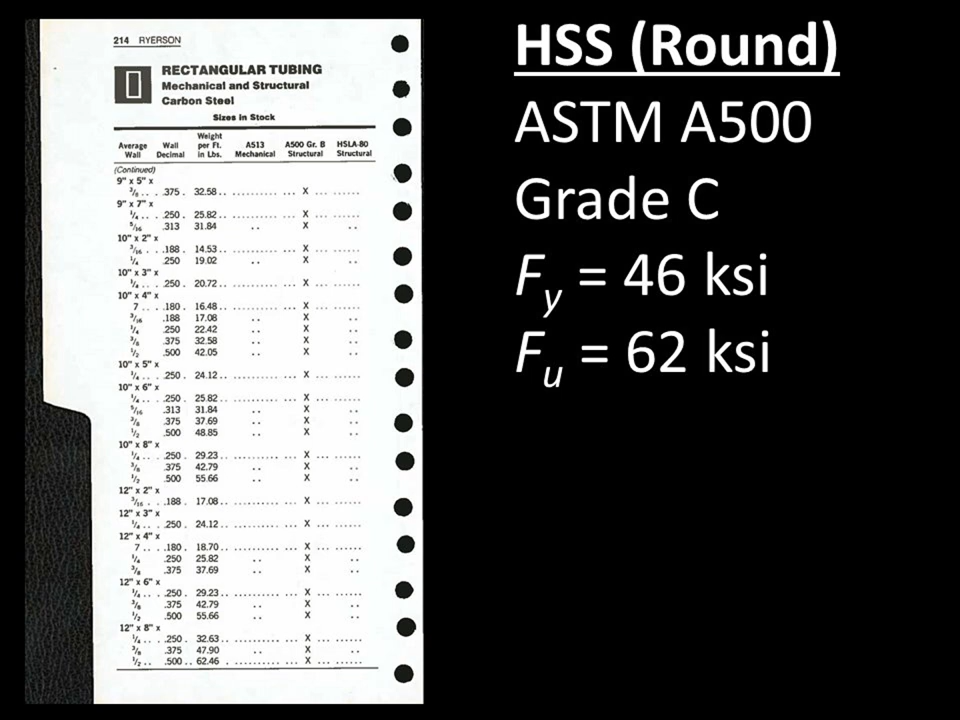 214 RYERSON
RECTANGULAR TUBING
Mechanical and Structural
Carbon Steel
Sizes in Stock
Average Wall Wall Decimal Weight per Ft. in Lbs. A513 Mechanical A500 Gr. B Structural HSLA-80 Structural
(Continued)
9" x 5" x
3/8 .375 32.58 X
9" x 7" x
1/4 .250 25.82 X
5/16 .313 31.84 X
10" x 2" x
3/16 .188 14.53 X
1/4 .250 19.02 X
10" x 3" x
1/4 .250 20.72 X
10" x 4" x
7 .180 16.48 X
3/16 .188 17.08 X
1/4 .250 22.42 X
3/8 .375 32.58 X
1/2 .500 42.05 X
10" x 5" x
1/4 .250 24.12 X
10" x 6" x
1/4 .250 25.82 X
5/16 .313 31.84 X
3/8 .375 37.69 X
1/2 .500 48.85 X
10" x 8" x
1/4 .250 29.23 X
3/8 .375 42.79 X
1/2 .500 55.66 X
12" x 2" x
3/16 .188 17.08 X
12" x 3" x
1/4 .250 24.12 X
12" x 4" x
7 .180 18.70 X
1/4 .250 25.82 X
3/8 .375 37.69 X
12" x 6" x
1/4 .250 29.23 X
3/8 .375 42.79 X
1/2 .500 55.66 X
12" x 8" x
1/4 .250 32.63 X
3/8 .375 47.90 X
1/2 .500 62.46 X
HSS (Round)
ASTM A500
Grade C
Fy = 46 ksi
Fu = 62 ksi